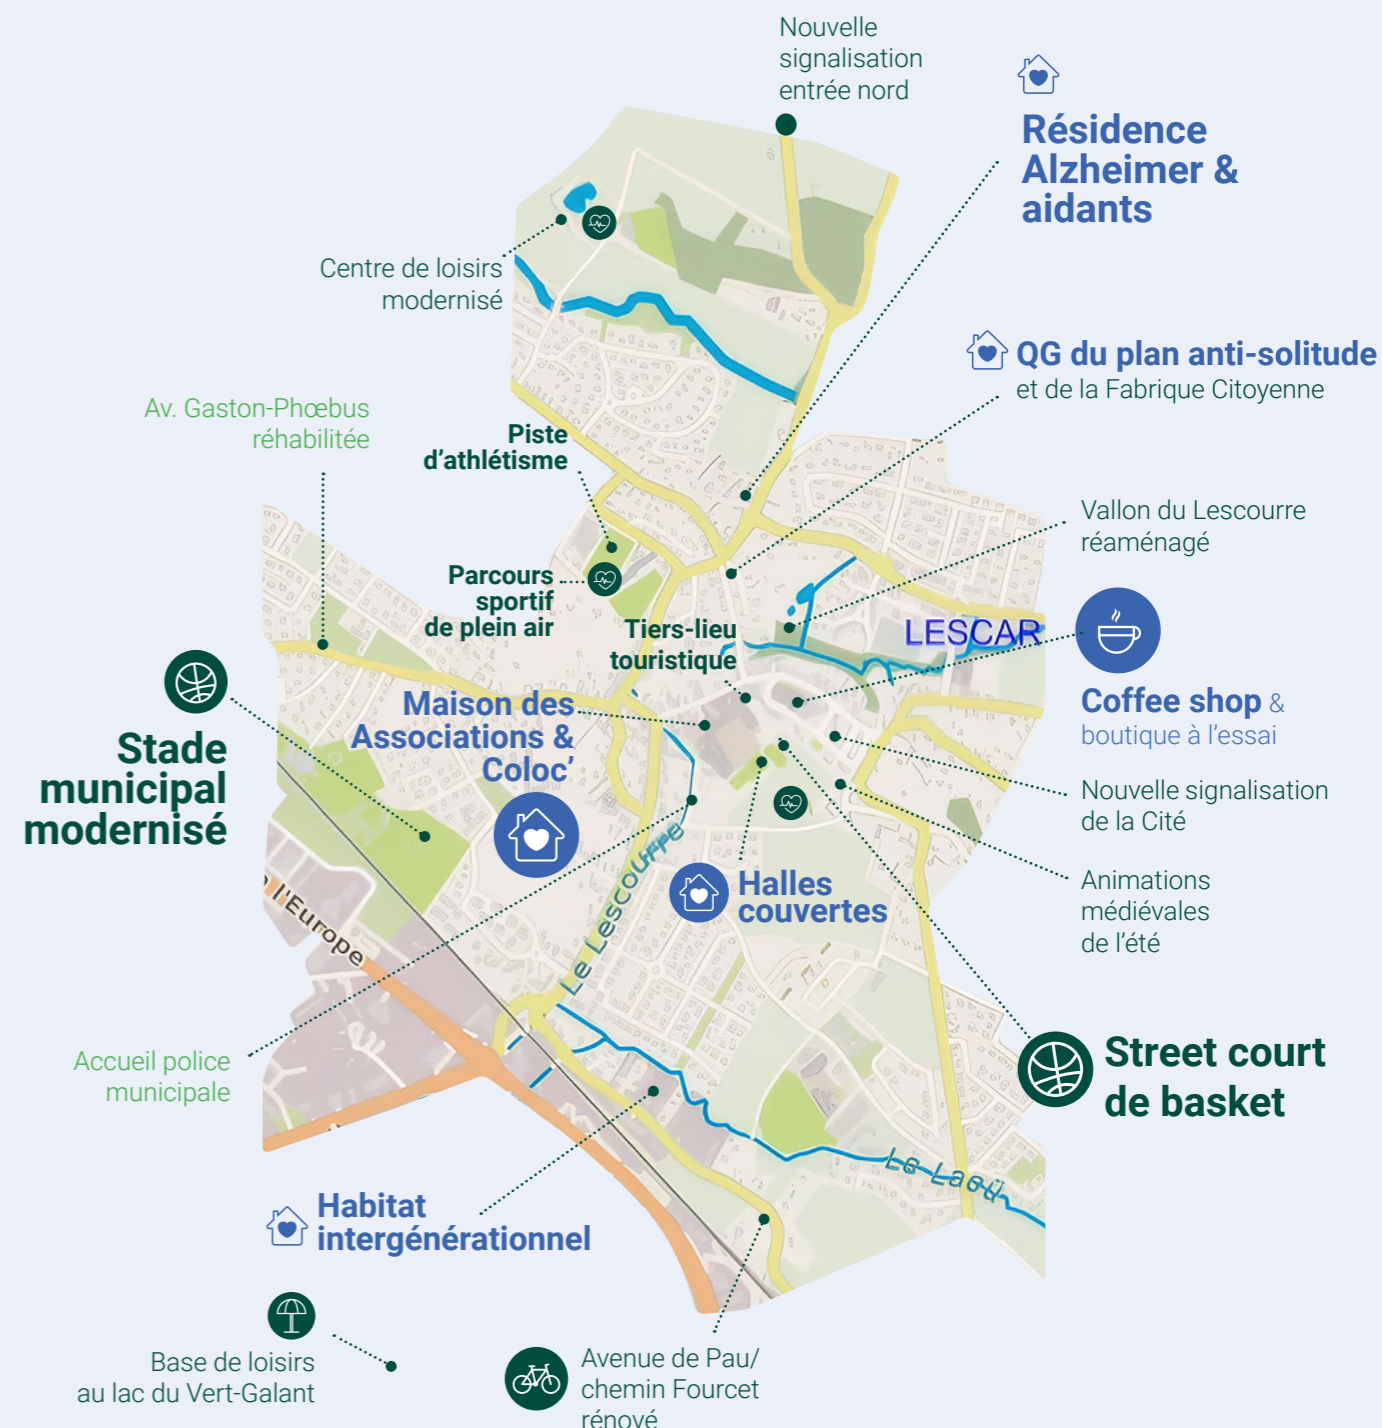 Nouvelle
signalisation
entrée nord
Résidence
Alzheimer &
aidants
Centre de loisirs
modernisé
QG du plan anti-solitude
et de la Fabrique Citoyenne
Av. Gaston-Phœbus
réhabilitée
Piste
d'athlétisme
Vallon du Lescourre
réaménagé
Parcours
sportif
de plein air
Tiers-lieu
touristique
LESCAR
Coffee shop &
boutique à l'essai
Maison des
Associations &
Coloc'
Stade
municipal
modernisé
Nouvelle signalisation
de la Cité
Halles
couvertes
Animations
médiévales
de l'été
l'Europe
Le Lescourre
Street court
de basket
Accueil police
municipale
Le Laoü
Habitat
intergénérationnel
Base de loisirs
au lac du Vert-Galant
Avenue de Pau/
chemin Fourcet
rénové